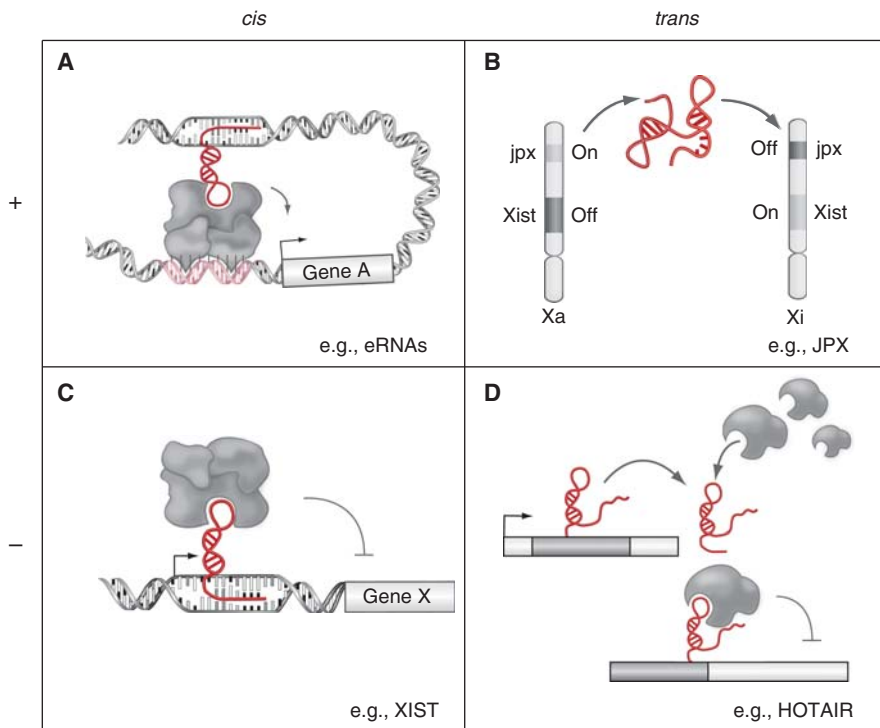 cis
trans
+
A
Gene A
e.g., eRNAs
B
jpx On
Off jpx
Xist Off
On Xist
Xa
Xi
e.g., JPX
–
C
Gene X
e.g., XIST
D
e.g., HOTAIR